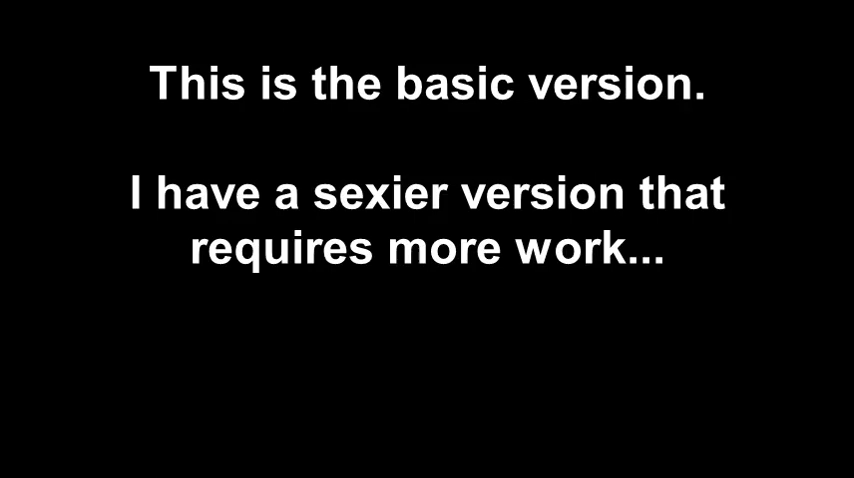 This is the basic version.
I have a sexier version that
requires more work...